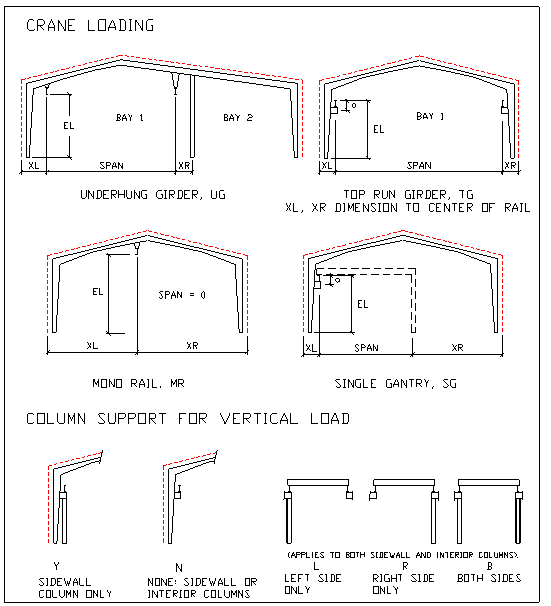 CRANE LOADING
BAY 1
BAY 2
EL
XL
SPAN
XR
UNDERHUNG GIRDER, UG
BAY 1
EL
XL
SPAN
XR
TOP RUN GIRDER, TG
XL, XR DIMENSION TO CENTER OF RAIL
EL
SPAN = 0
XL
XR
MONO RAIL, MR
EL
XL
SPAN
XR
SINGLE GANTRY, SG
COLUMN SUPPORT FOR VERTICAL LOAD
Y
SIDEWALL
COLUMN ONLY
N
NONE: SIDEWALL OR
INTERIOR COLUMNS
(APPLIES TO BOTH SIDEWALL AND INTERIOR COLUMNS).
L
LEFT SIDE
ONLY
R
RIGHT SIDE
ONLY
B
BOTH SIDES